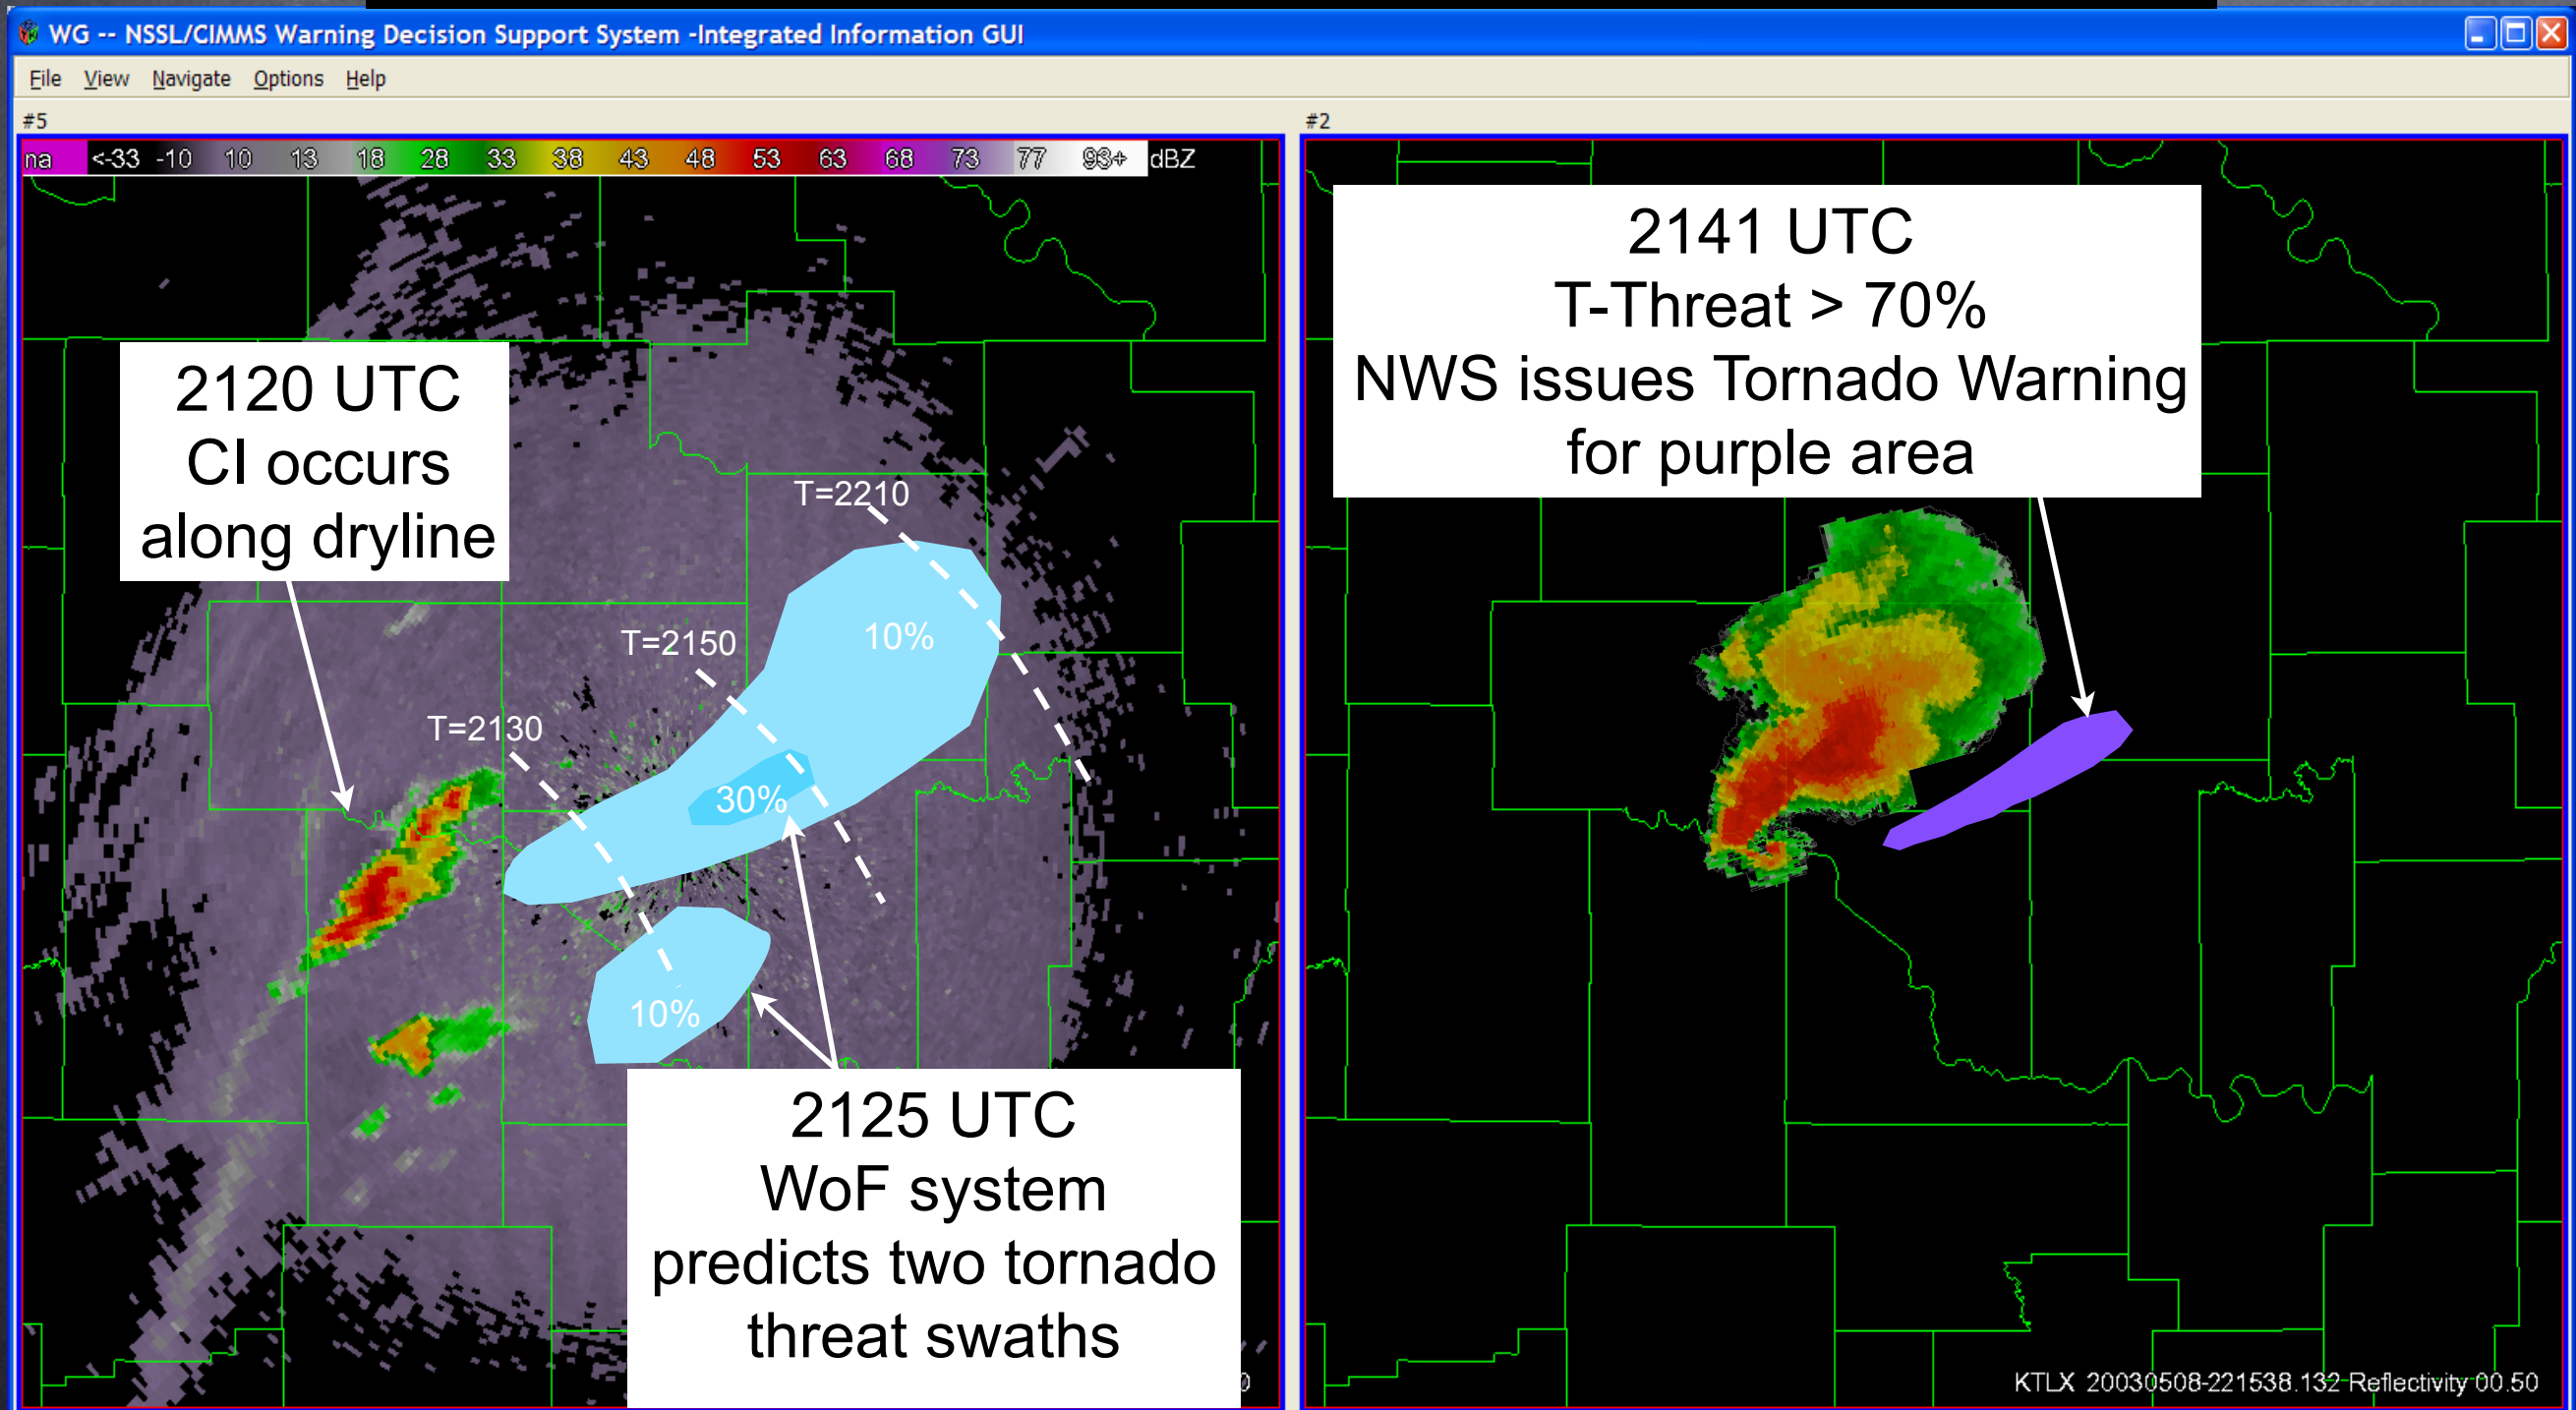 WG -- NSSL/CIMMS Warning Decision Support System -Integrated Information GUI
File View Navigate Options Help
#5
na <-33 -10 10 13 18 28 33 38 43 48 53 63 68 73 77 93+ dBZ
2120 UTC
CI occurs
along dryline
T=2210
10%
T=2150
T=2130
30%
10%
2125 UTC
WoF system
predicts two tornado
threat swaths
0
#2
2141 UTC
T-Threat > 70%
NWS issues Tornado Warning
for purple area
KTLX 20030508-221538.132 Reflectivity 00.50